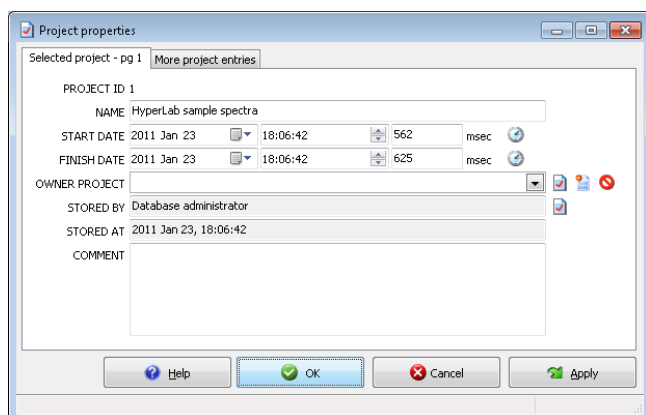 Project properties
Selected project - pg 1 More project entries
PROJECT ID 1
NAME HyperLab sample spectra
START DATE 2011 Jan 23 18:06:42 562 msec
FINISH DATE 2011 Jan 23 18:06:42 625 msec
OWNER PROJECT
STORED BY Database administrator
STORED AT 2011 Jan 23, 18:06:42
COMMENT
Help OK Cancel Apply